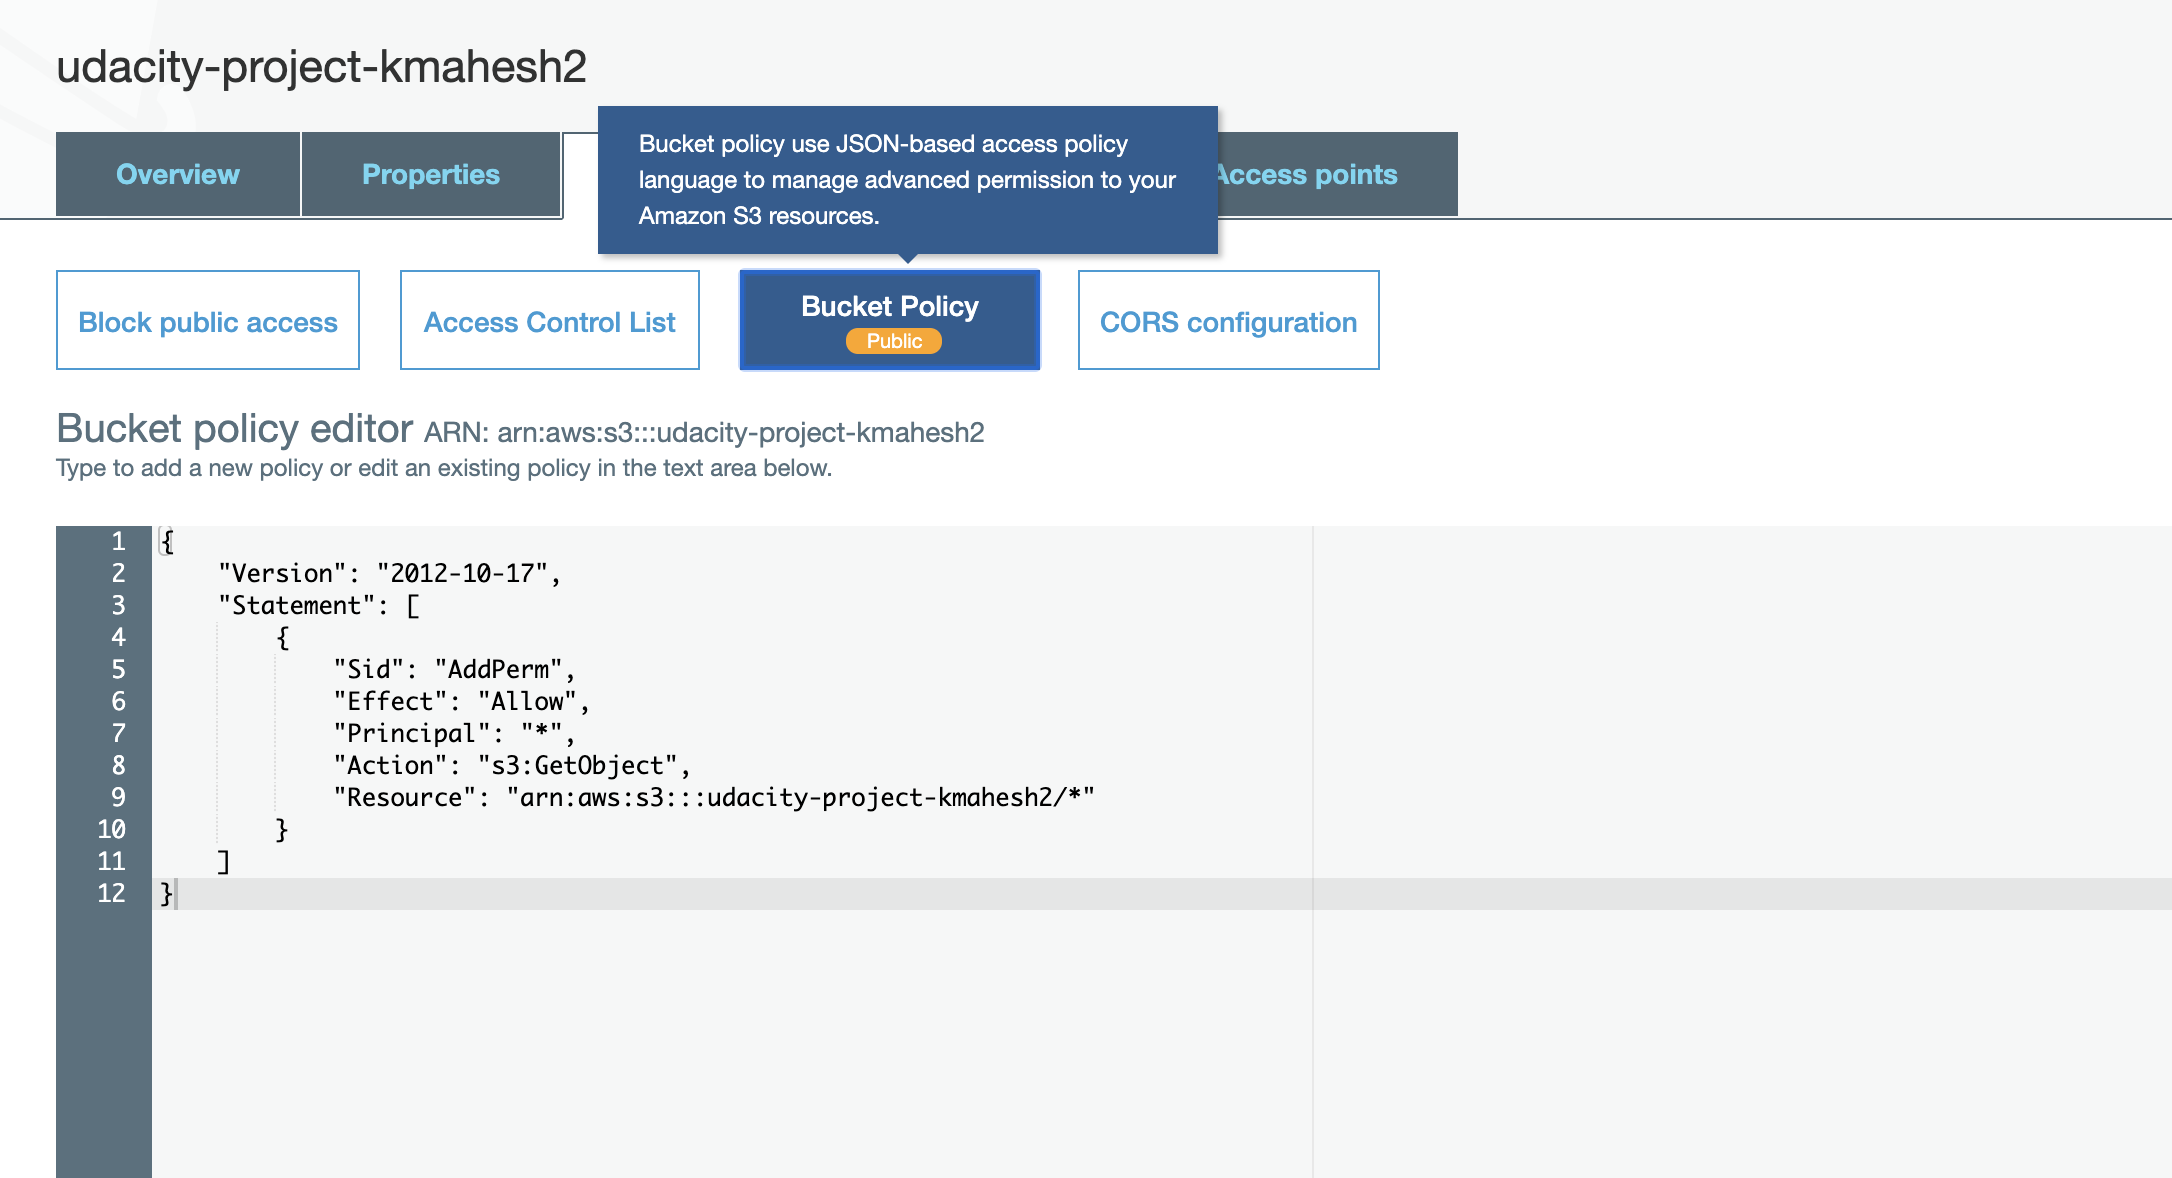 udacity-project-kmahesh2
Overview
Properties
Bucket policy use JSON-based access policy
language to manage advanced permission to your
Amazon S3 resources.
Access points
Block public access
Access Control List
Bucket Policy
Public
CORS configuration
Bucket policy editor ARN: arn:aws:s3:::udacity-project-kmahesh2
Type to add a new policy or edit an existing policy in the text area below.
1 {
2 "Version": "2012-10-17",
3 "Statement": [
4 {
5 "Sid": "AddPerm",
6 "Effect": "Allow",
7 "Principal": "*",
8 "Action": "s3:GetObject",
9 "Resource": "arn:aws:s3:::udacity-project-kmahesh2/*"
10 }
11 ]
12 }